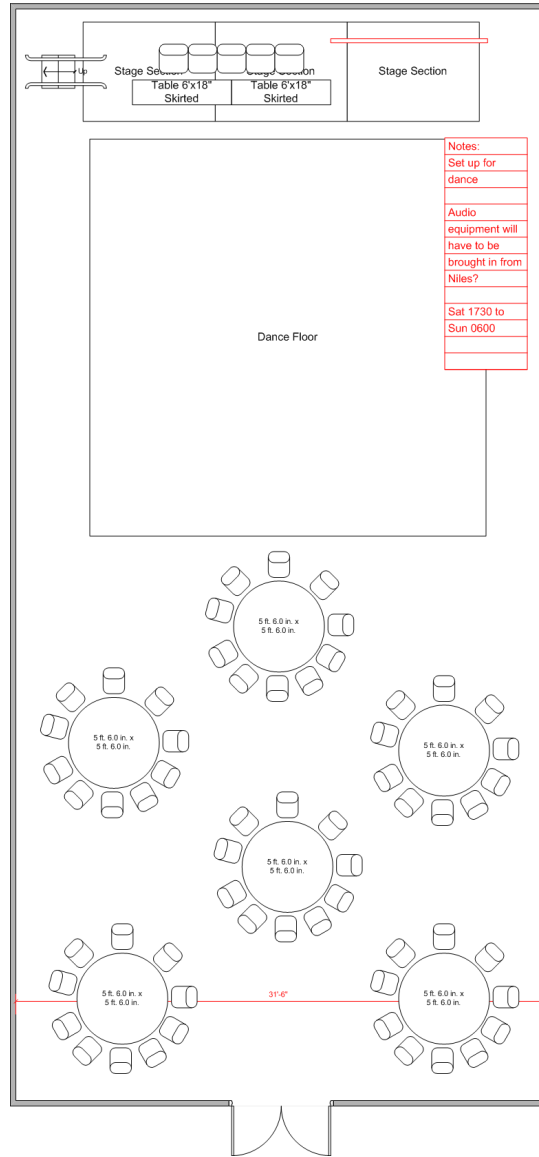 Up
Stage Section
Stage Section
Stage Section
Table 6'x18"
Skirted
Table 6'x18"
Skirted
Notes:
Set up for
dance
Audio
equipment will
have to be
brought in from
Niles?
Sat 1730 to
Sun 0600
Dance Floor
5 ft. 6.0 in. x
5 ft. 6.0 in.
5 ft. 6.0 in. x
5 ft. 6.0 in.
5 ft. 6.0 in. x
5 ft. 6.0 in.
5 ft. 6.0 in. x
5 ft. 6.0 in.
5 ft. 6.0 in. x
5 ft. 6.0 in.
5 ft. 6.0 in. x
5 ft. 6.0 in.
31'-6"